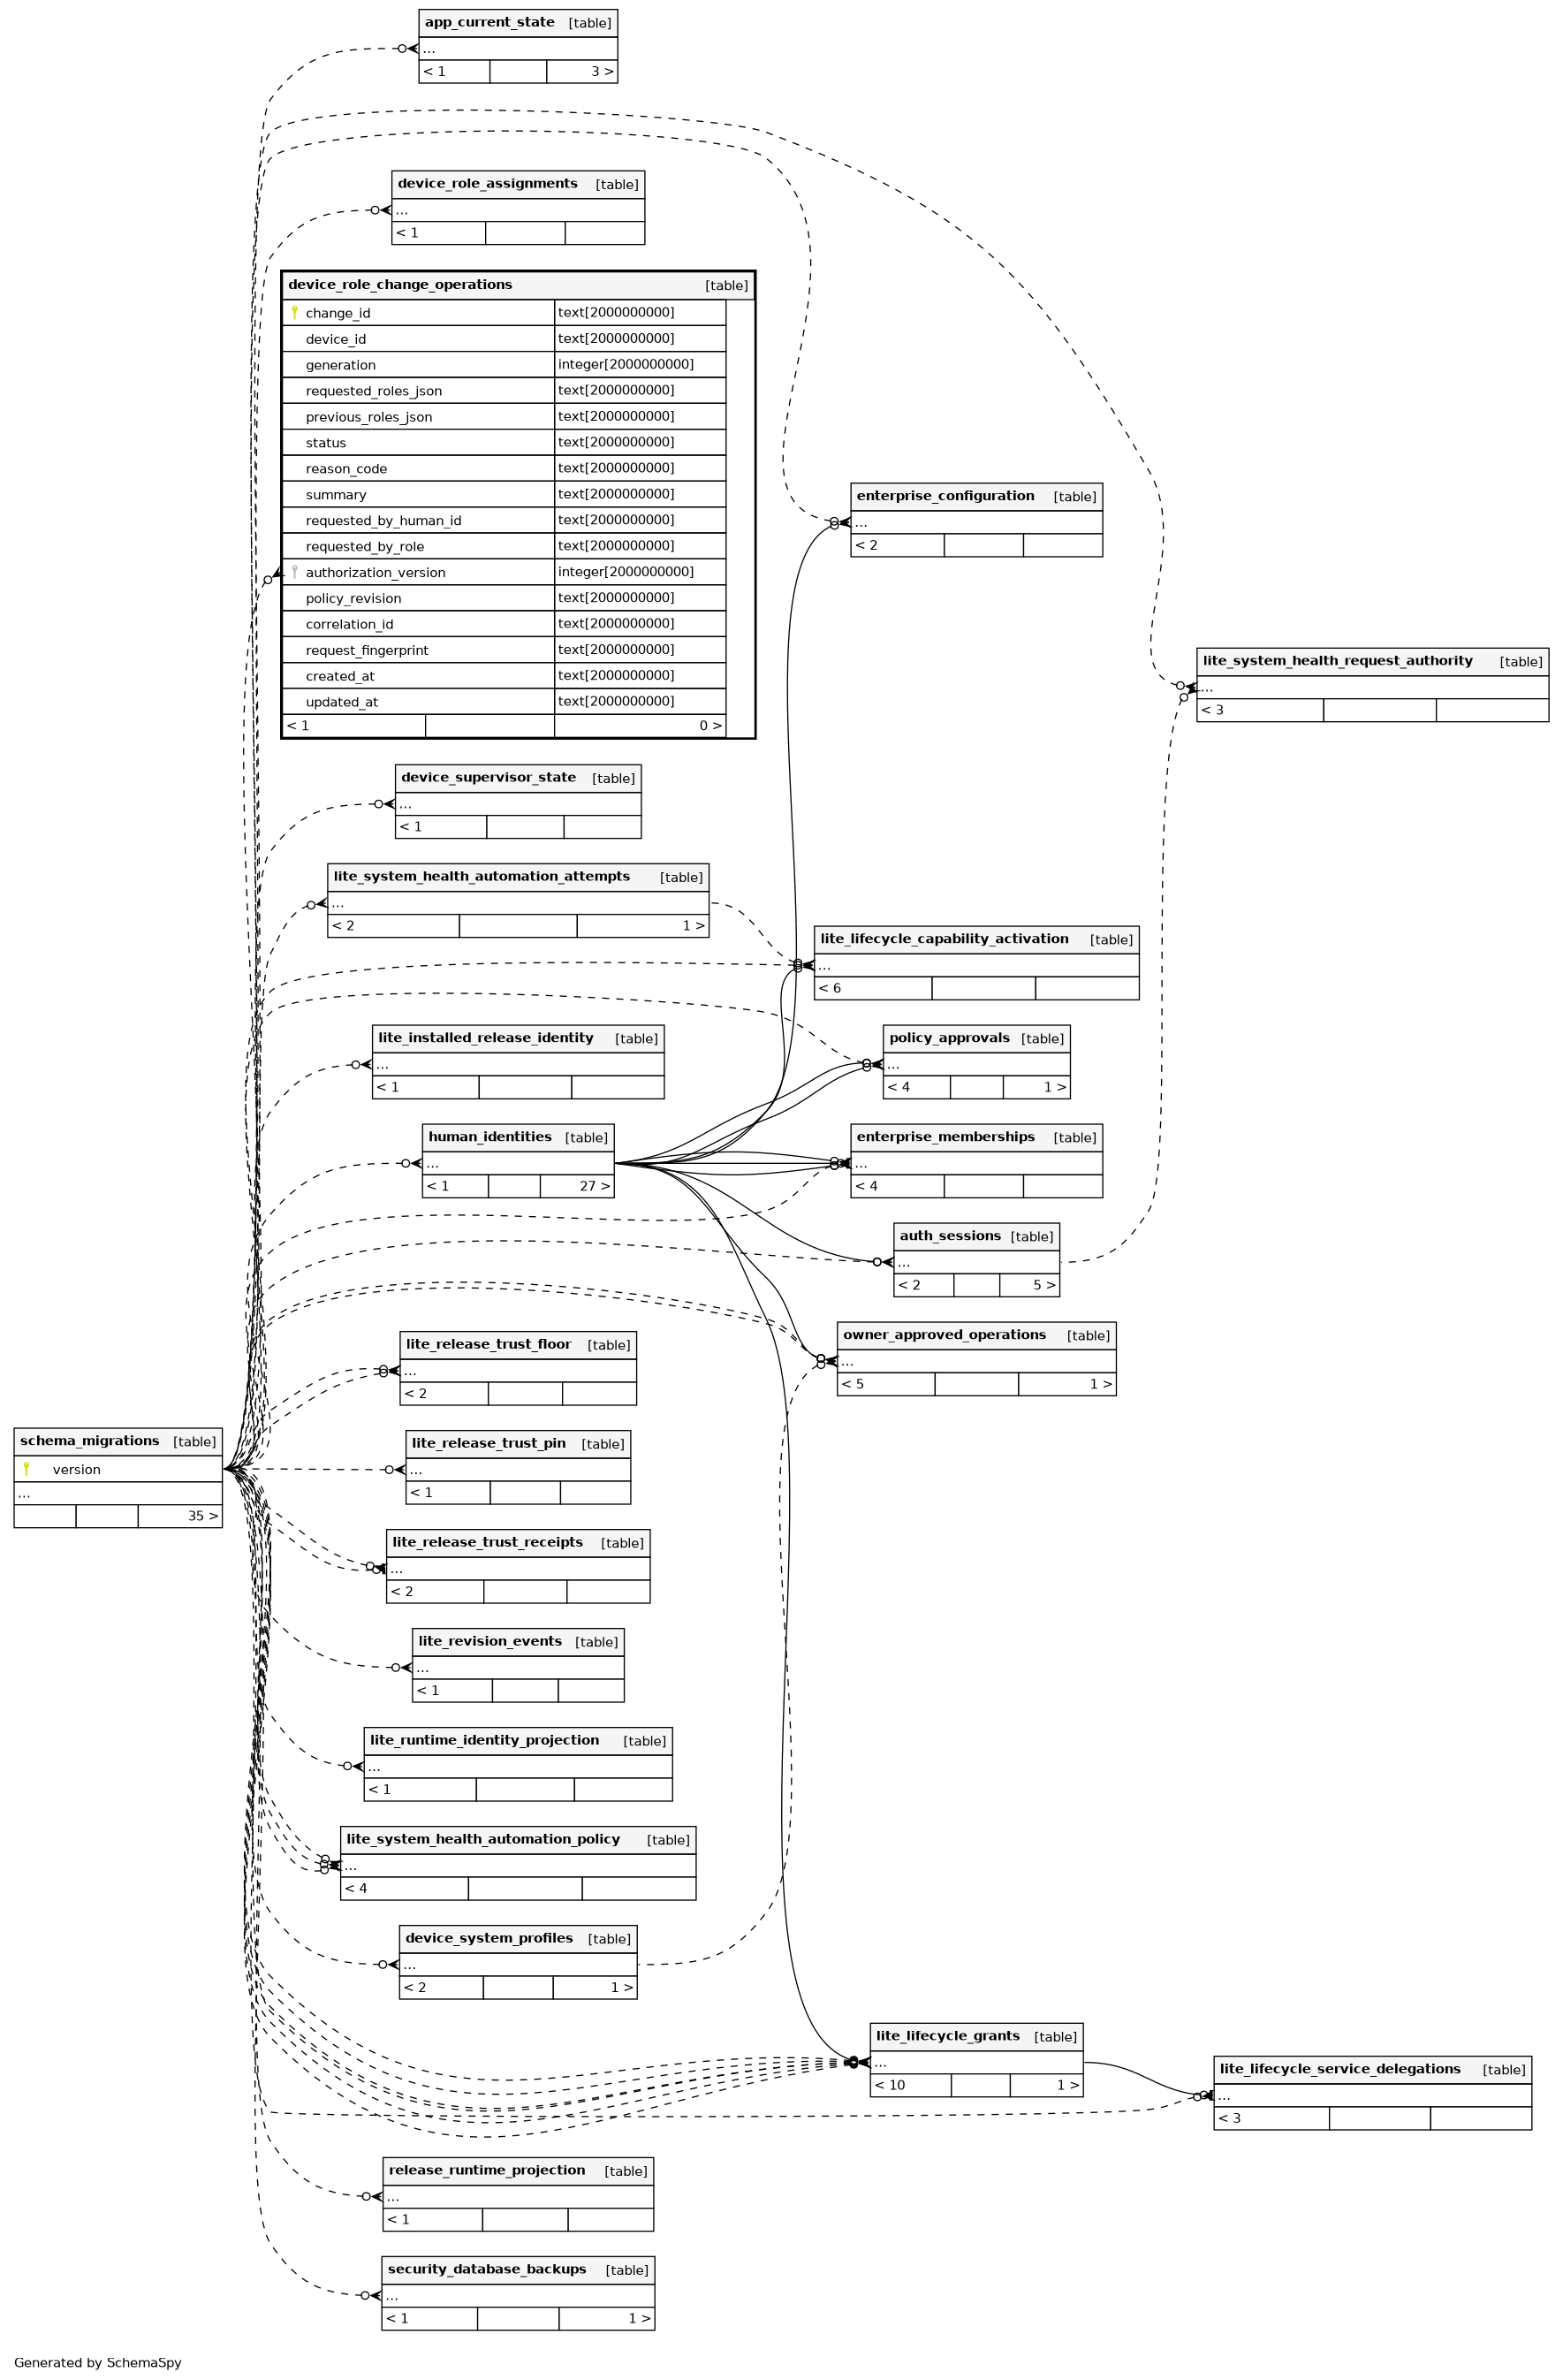 app_current_state [table]
...
< 1 3 >
device_role_assignments [table]
...
< 1
device_role_change_operations [table]
change_id text[2000000000]
device_id text[2000000000]
generation integer[2000000000]
requested_roles_json text[2000000000]
previous_roles_json text[2000000000]
status text[2000000000]
reason_code text[2000000000]
summary text[2000000000]
requested_by_human_id text[2000000000]
requested_by_role text[2000000000]
authorization_version integer[2000000000]
policy_revision text[2000000000]
correlation_id text[2000000000]
request_fingerprint text[2000000000]
created_at text[2000000000]
updated_at text[2000000000]
< 1 0 >
enterprise_configuration [table]
...
< 2
lite_system_health_request_authority [table]
...
< 3
device_supervisor_state [table]
...
< 1
lite_system_health_automation_attempts [table]
...
< 2 1 >
lite_lifecycle_capability_activation [table]
...
< 6
lite_installed_release_identity [table]
...
< 1
policy_approvals [table]
...
< 4 1 >
human_identities [table]
...
< 1 27 >
enterprise_memberships [table]
...
< 4
auth_sessions [table]
...
< 2 5 >
lite_release_trust_floor [table]
...
< 2
owner_approved_operations [table]
...
< 5 1 >
schema_migrations [table]
version
...
35 >
lite_release_trust_pin [table]
...
< 1
lite_release_trust_receipts [table]
...
< 2
lite_revision_events [table]
...
< 1
lite_runtime_identity_projection [table]
...
< 1
lite_system_health_automation_policy [table]
...
< 4
device_system_profiles [table]
...
< 2 1 >
lite_lifecycle_grants [table]
...
< 10 1 >
lite_lifecycle_service_delegations [table]
...
< 3
release_runtime_projection [table]
...
< 1
security_database_backups [table]
...
< 1 1 >
Generated by SchemaSpy